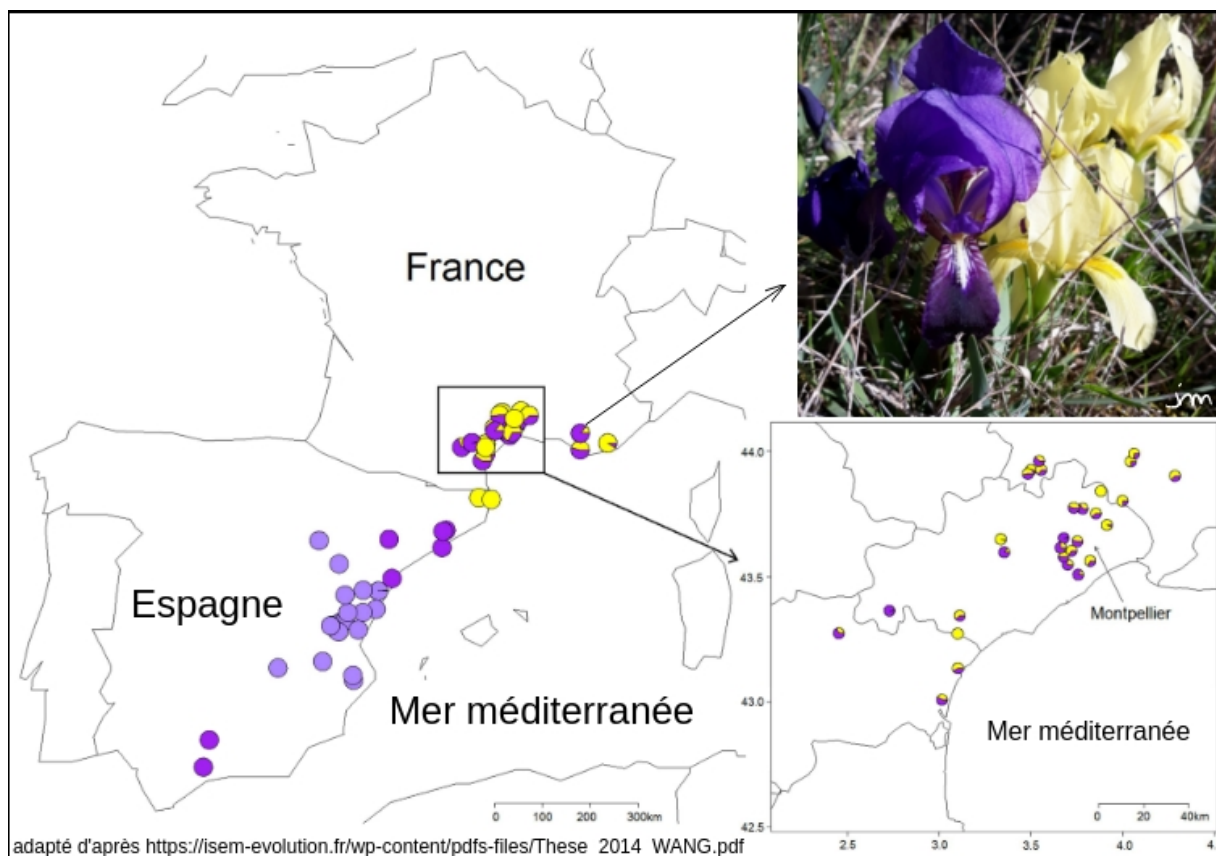 France
Espagne
Mer méditerranée
0 100 200 300km
adapté d'après https://isem-evolution.fr/wp-content/pdfs-files/These_2014_WANG.pdf
jm
44.0
43.5
43.0
42.5
Montpellier
Mer méditerranée
0 20 40km
2.5 3.0 3.5 4.0 4.